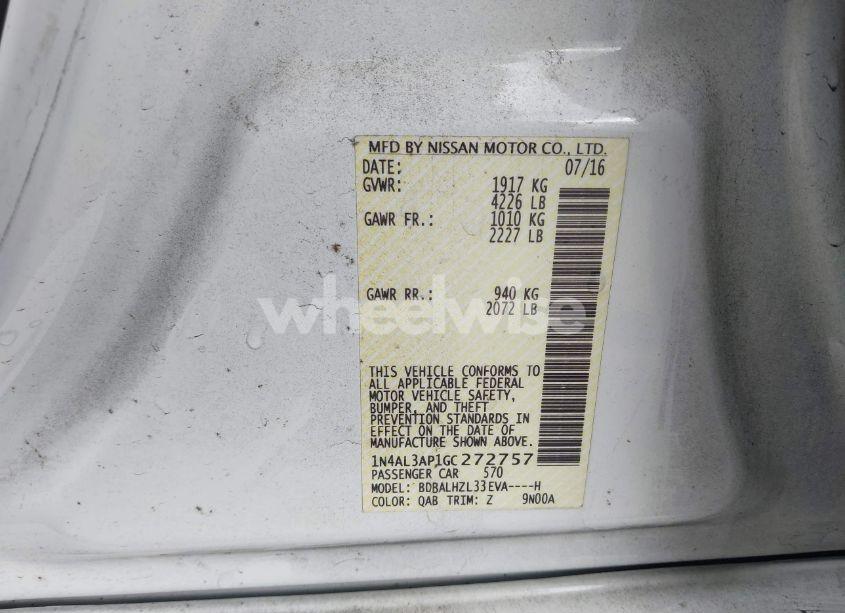 MFD BY NISSAN MOTOR CO., LTD.
DATE: 07/16
GVWR: 1917 KG
4226 LB
GAWR FR.: 1010 KG
2227 LB
GAWR RR.: 940 KG
2072 LB
wheelwise
THIS VEHICLE CONFORMS TO
ALL APPLICABLE FEDERAL
MOTOR VEHICLE SAFETY,
BUMPER, AND THEFT
PREVENTION STANDARDS IN
EFFECT ON THE DATE OF
MANUFACTURE SHOWN ABOVE.
1N4AL3AP1GC272757
PASSENGER CAR 570
MODEL: BDBALHZL33EVA----H
COLOR: QAB TRIM: Z 9N00A